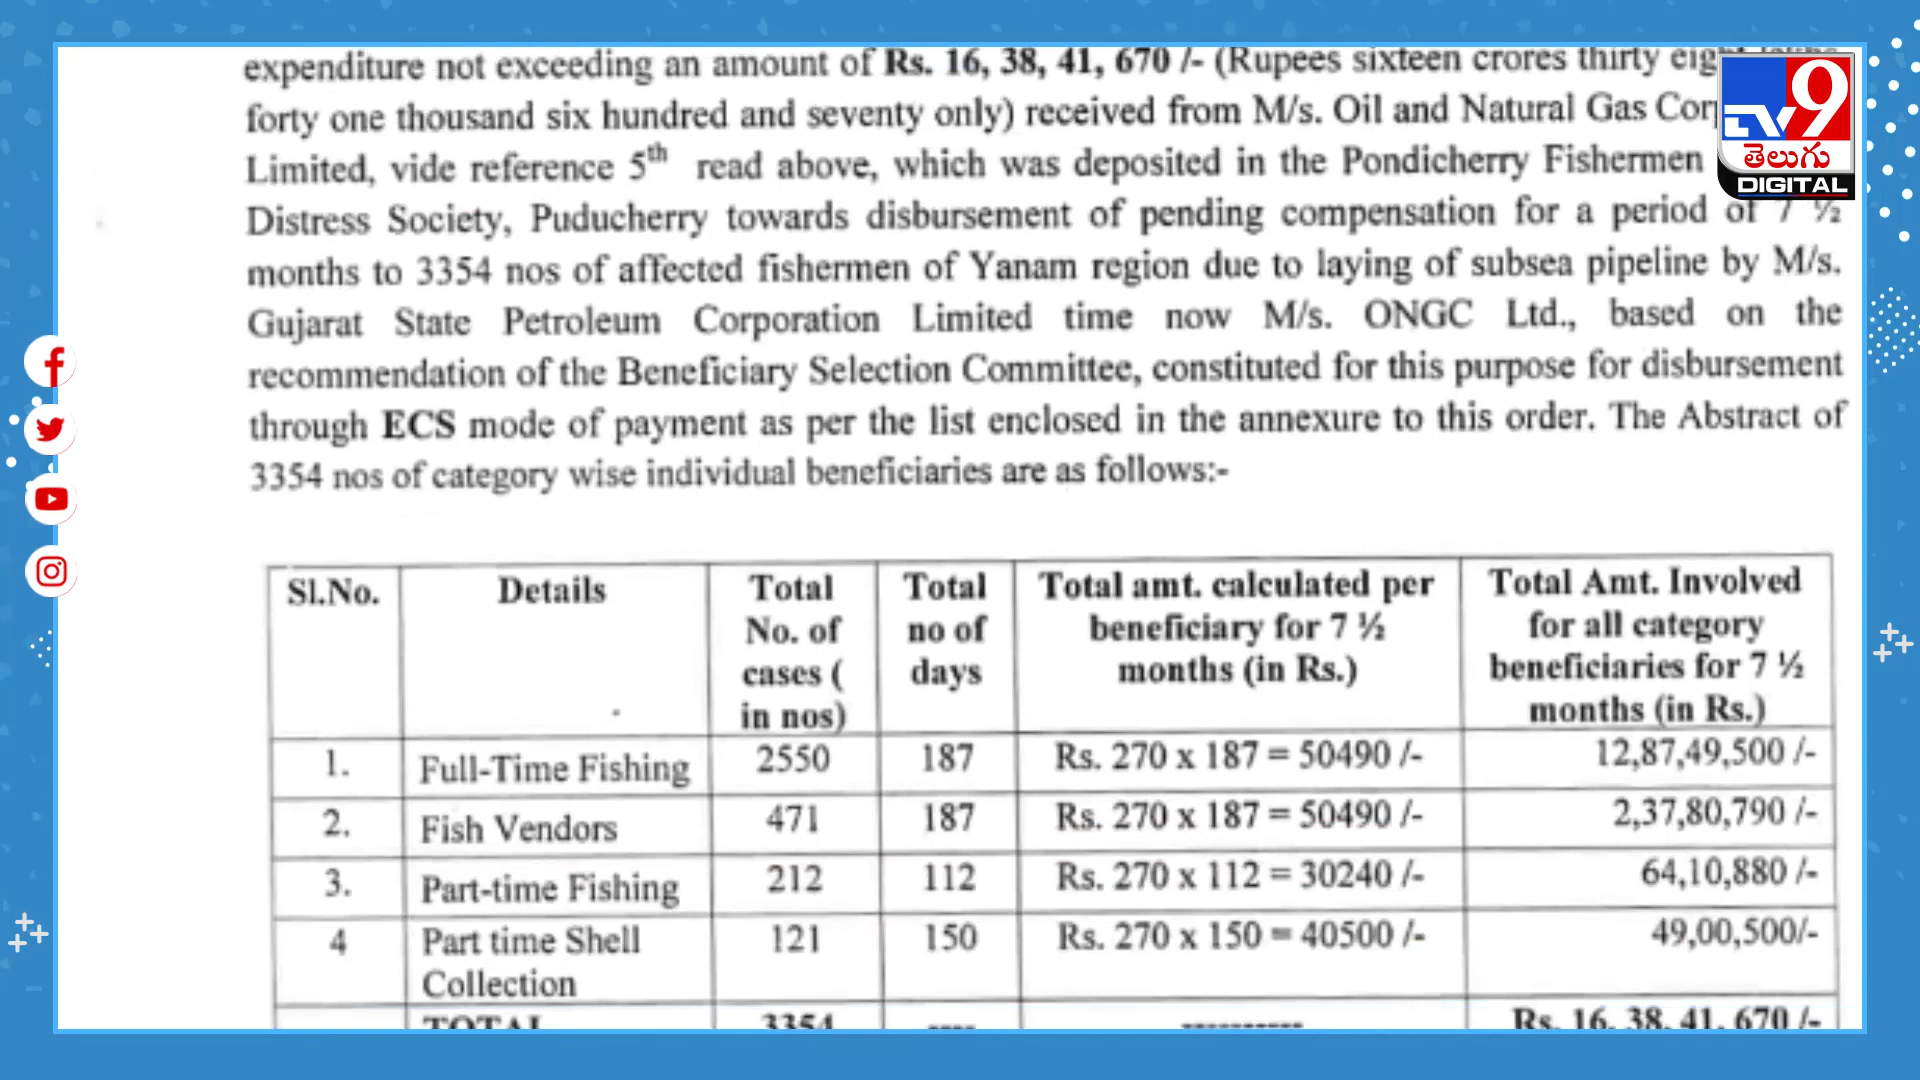 expenditure not exceeding an amount of Rs. 16, 38, 41, 670 /- (Rupees sixteen crores thirty
forty one thousand six hundred and seventy only) received from M/s. Oil and Natural Gas
Limited, vide reference 5th read above, which was deposited in the Pondicherry Fishermen
Distress Society, Puducherry towards disbursement of pending compensation for a period of 7 ½
months to 3354 nos of affected fishermen of Yanam region due to laying of subsea pipeline by M/s.
Gujarat State Petroleum Corporation Limited time now M/s. ONGC Ltd., based on the
recommendation of the Beneficiary Selection Committee, constituted for this purpose for disbursement
through ECS mode of payment as per the list enclosed in the annexure to this order. The Abstract of
3354 nos of category wise individual beneficiaries are as follows:-
Sl.No. Details Total No. of cases ( in nos) Total no of days Total amt. calculated per beneficiary for 7 ½ months (in Rs.) Total Amt. Involved for all category beneficiaries for 7 ½ months (in Rs.)
1. Full-Time Fishing 2550 187 Rs. 270 x 187 = 50490 /- 12,87,49,500 /-
2. Fish Vendors 471 187 Rs. 270 x 187 = 50490 /- 2,37,80,790 /-
3. Part-time Fishing 212 112 Rs. 270 x 112 = 30240 /- 64,10,880 /-
4 Part time Shell Collection 121 150 Rs. 270 x 150 = 40500 /- 49,00,500/-
TOTAL 3354 ---- ---------- Rs. 16, 38, 41, 670 /-
TV9
తెలుగు
DIGITAL